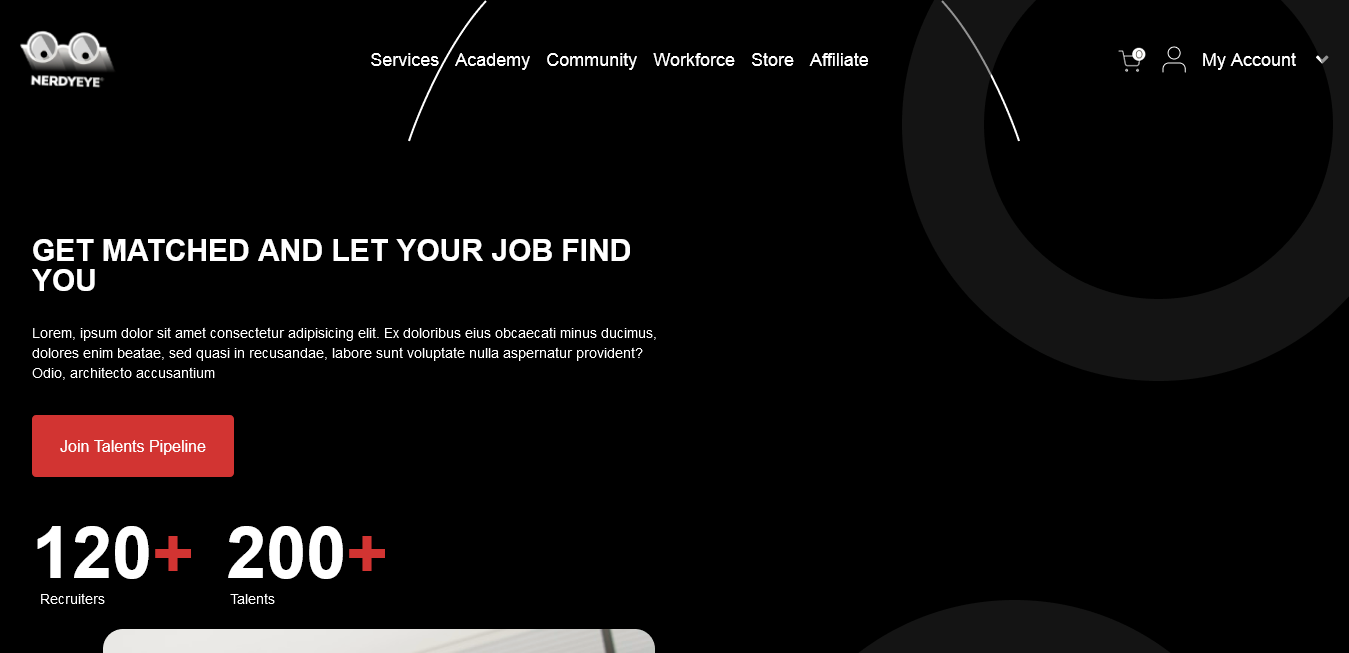 NERDYEYE
Services Academy Community Workforce Store Affiliate
0
My Account
GET MATCHED AND LET YOUR JOB FIND
YOU
Lorem, ipsum dolor sit amet consectetur adipisicing elit. Ex doloribus eius obcaecati minus ducimus,
dolores enim beatae, sed quasi in recusandae, labore sunt voluptate nulla aspernatur provident?
Odio, architecto accusantium
Join Talents Pipeline
120+ 200+
Recruiters Talents